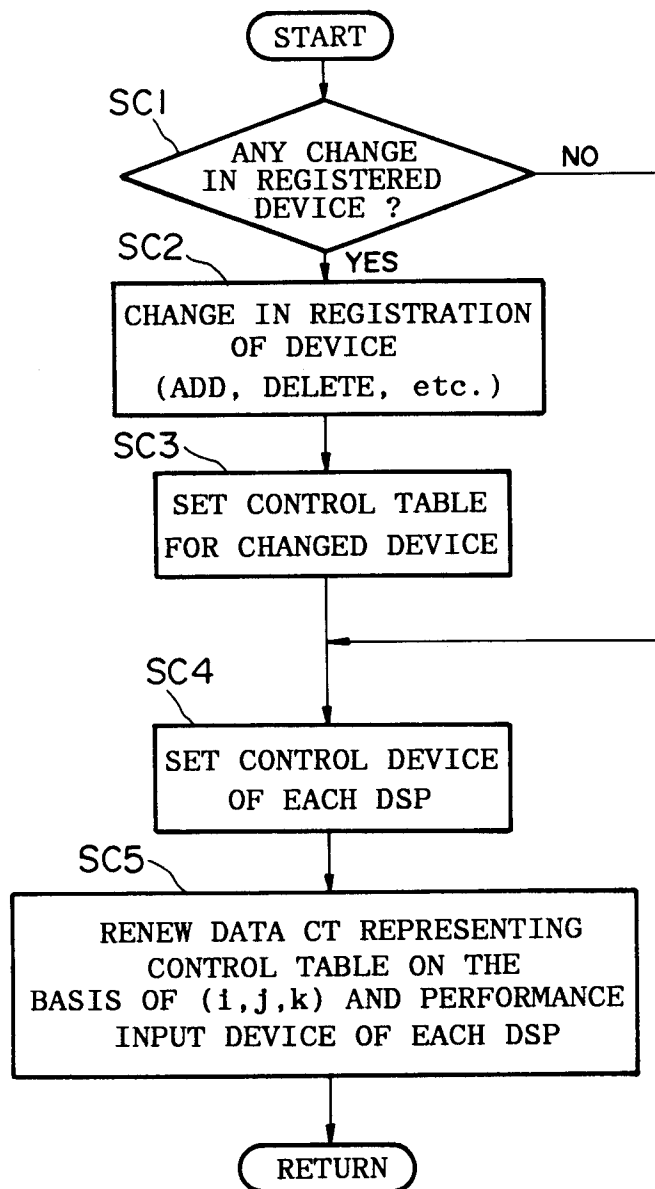 START
SC1
ANY CHANGE
IN REGISTERED
DEVICE ?
NO
YES
SC2
CHANGE IN REGISTRATION
OF DEVICE
(ADD, DELETE, etc.)
SC3
SET CONTROL TABLE
FOR CHANGED DEVICE
SC4
SET CONTROL DEVICE
OF EACH DSP
SC5
RENEW DATA CT REPRESENTING
CONTROL TABLE ON THE
BASIS OF (i,j,k) AND PERFORMANCE
INPUT DEVICE OF EACH DSP
RETURN